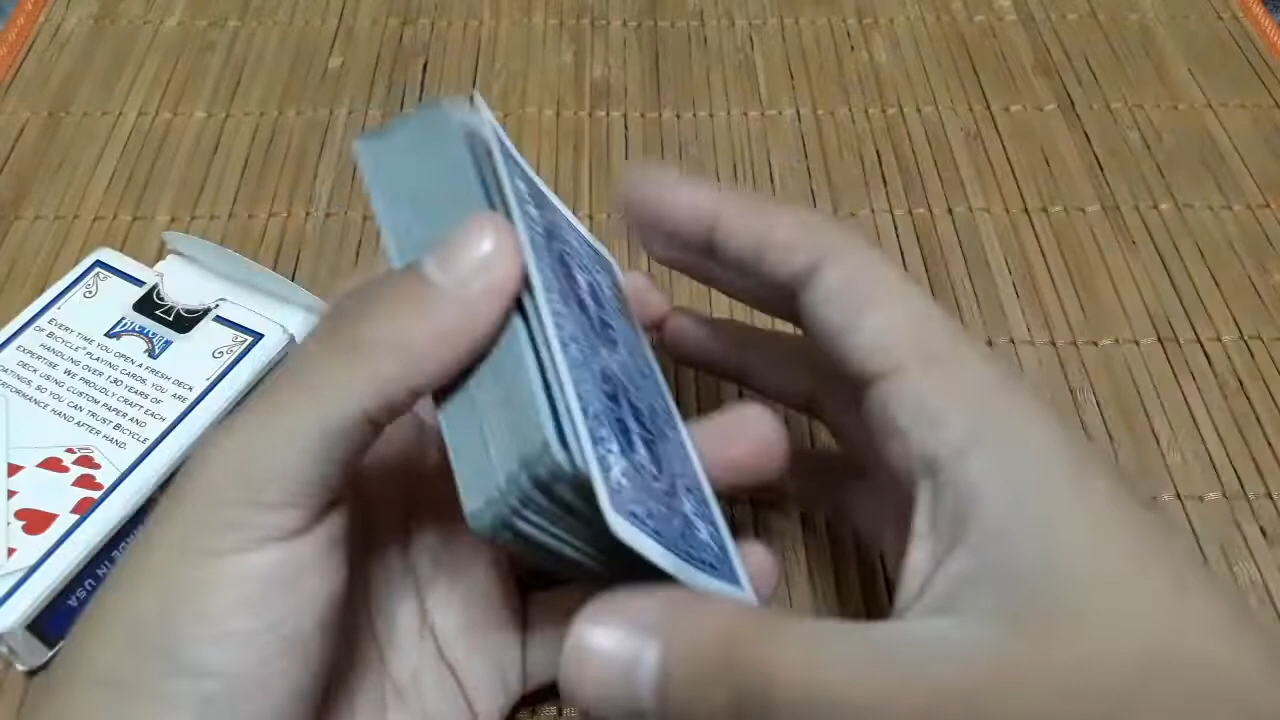 BICYCLE
EVERY TIME YOU OPEN A FRESH DECK
OF BICYCLE® PLAYING CARDS, YOU ARE
HANDLING OVER 130 YEARS OF
EXPERTISE. WE PROUDLY CRAFT EACH
DECK USING CUSTOM PAPER AND
COATINGS, SO YOU CAN TRUST BICYCLE
PERFORMANCE HAND AFTER HAND.
MADE IN USA